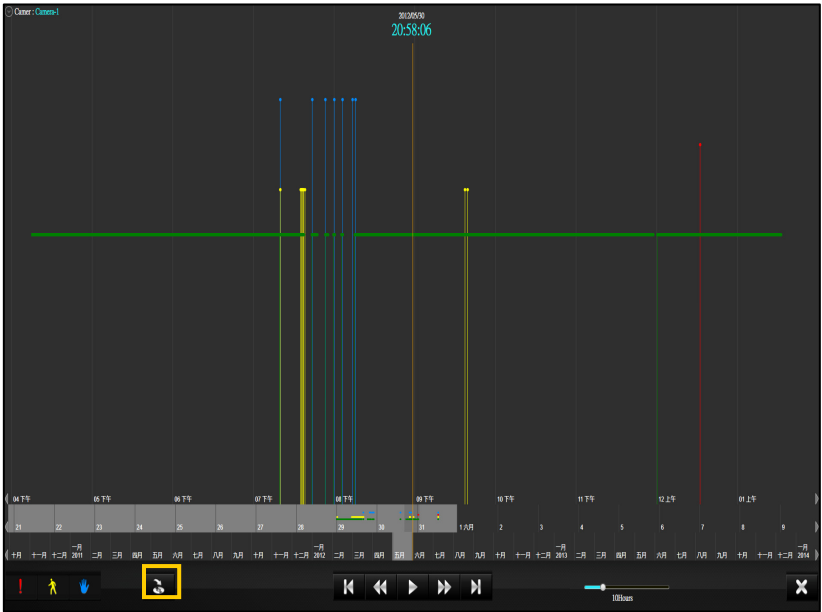 Camer : Camera-1
2012/05/30
20:58:06
04 下午 05 下午 06 下午 07 下午 08 下午 09 下午 10 下午 11 下午 12 上午 01 上午
21 22 23 24 25 26 27 28 29 30 31 1 六月 2 3 4 5 6 7 8 9
十月 十一月 十二月 一月 2011 二月 三月 四月 五月 六月 七月 八月 九月 十月 十一月 十二月 一月 2012 二月 三月 四月 五月 六月 七月 八月 九月 十月 十一月 十二月 一月 2013 二月 三月 四月 五月 六月 七月 八月 九月 十月 十一月 十二月 一月 2014
10Hours